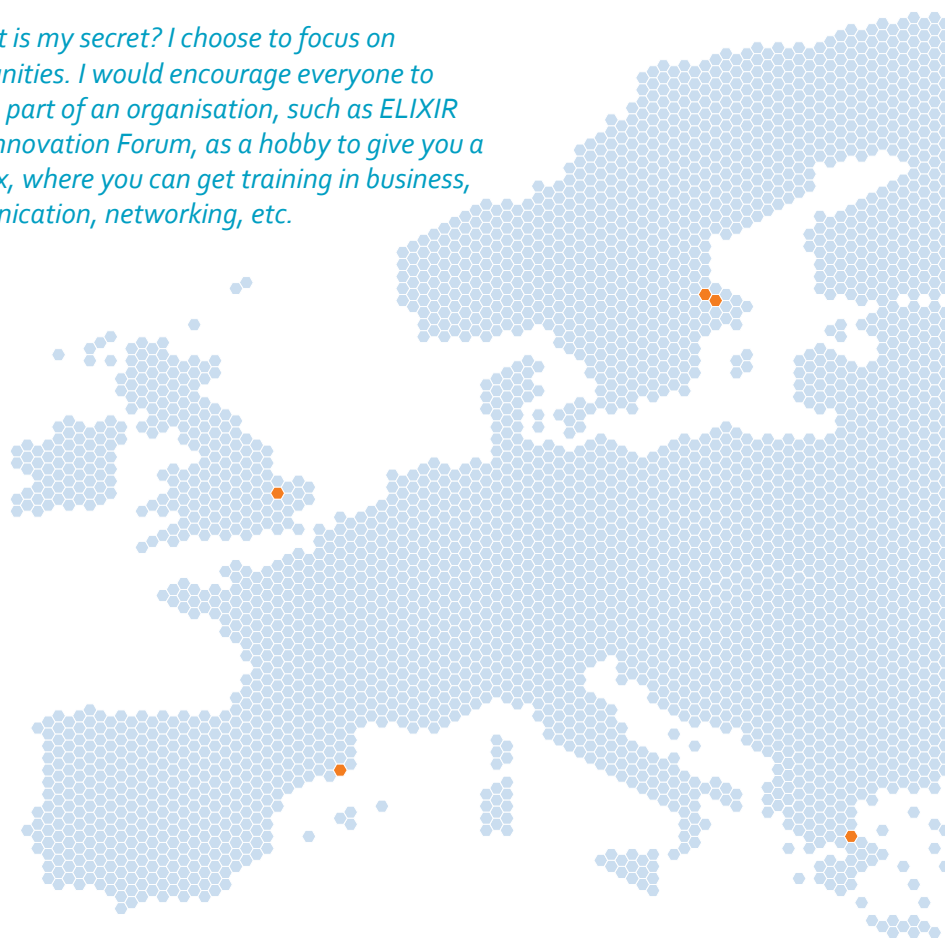 t is my secret? I choose to focus on
nities. I would encourage everyone to
part of an organisation, such as ELIXIR
nnovation Forum, as a hobby to give you a
x, where you can get training in business,
nication, networking, etc.